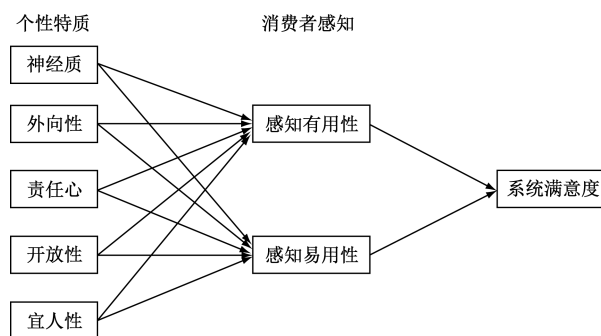 个性特质
消费者感知
神经质
外向性
责任心
开放性
宜人性
感知有用性
感知易用性
系统满意度